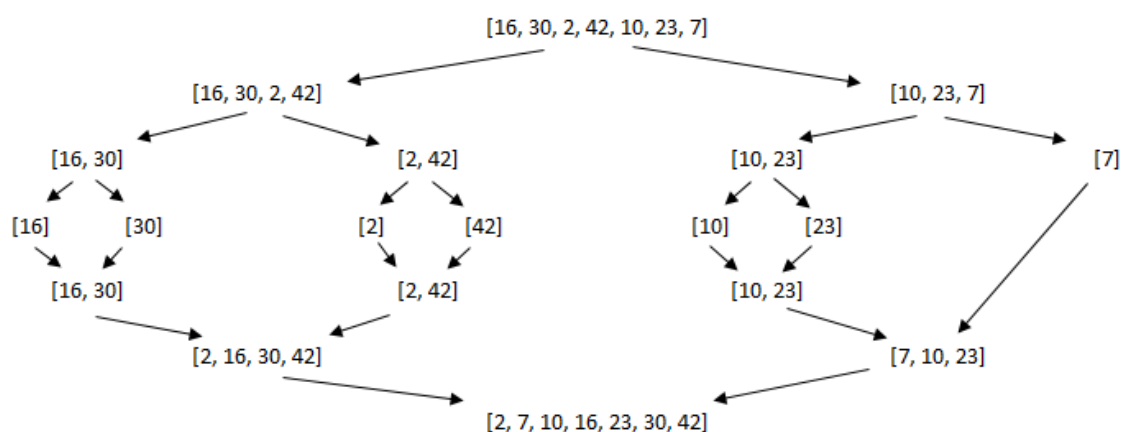 [16, 30, 2, 42, 10, 23, 7]
[16, 30, 2, 42] [10, 23, 7]
[16, 30] [2, 42] [10, 23] [7]
[16] [30] [2] [42] [10] [23]
[16, 30] [2, 42] [10, 23]
[2, 16, 30, 42] [7, 10, 23]
[2, 7, 10, 16, 23, 30, 42]